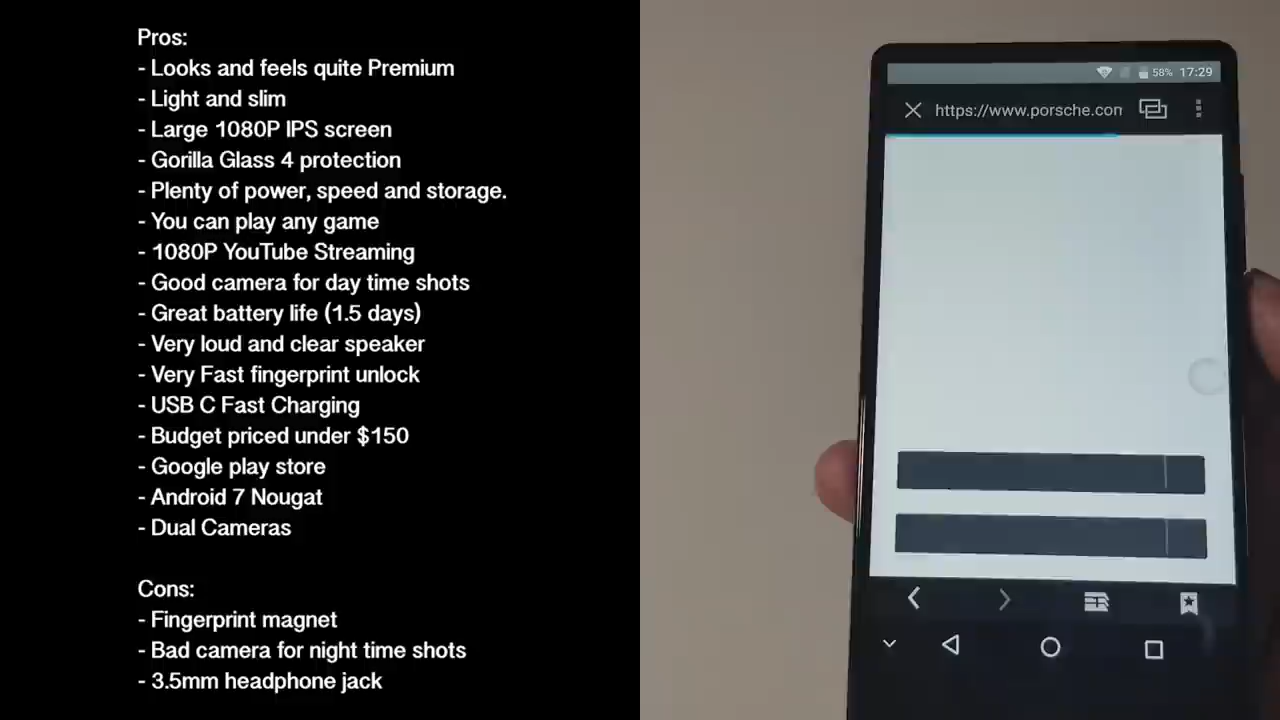 Pros:
- Looks and feels quite Premium
- Light and slim
- Large 1080P IPS screen
- Gorilla Glass 4 protection
- Plenty of power, speed and storage.
- You can play any game
- 1080P YouTube Streaming
- Good camera for day time shots
- Great battery life (1.5 days)
- Very loud and clear speaker
- Very Fast fingerprint unlock
- USB C Fast Charging
- Budget priced under $150
- Google play store
- Android 7 Nougat
- Dual Cameras
Cons:
- Fingerprint magnet
- Bad camera for night time shots
- 3.5mm headphone jack
58% 17:29
https://www.porsche.com